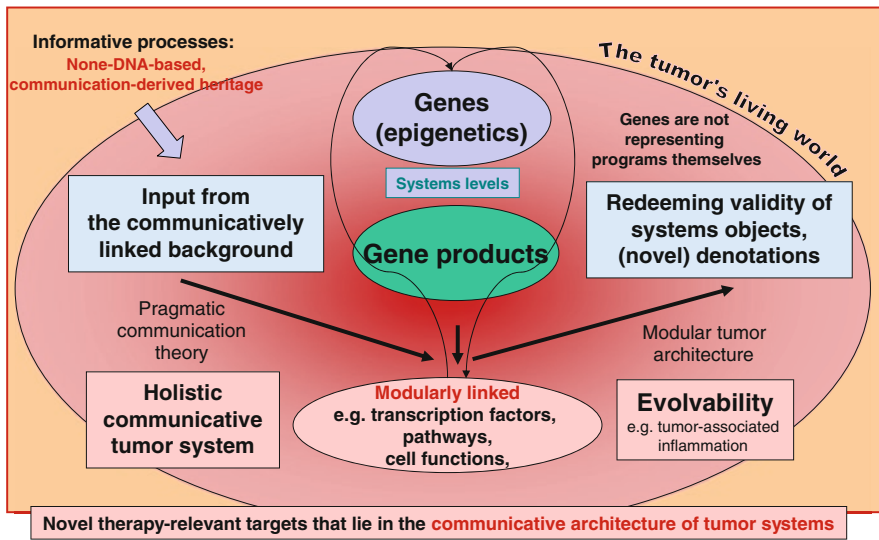 Informative processes:
None-DNA-based,
communication-derived heritage
The tumor's living world
Genes
(epigenetics)
Genes are not
representing
programs themselves
Systems levels
Input from
the communicatively
linked background
Gene products
Redeeming validity of
systems objects,
(novel) denotations
Pragmatic
communication
theory
Modular tumor
architecture
Holistic
communicative
tumor system
Modularly linked
e.g. transcription factors,
pathways,
cell functions,
Evolvability
e.g. tumor-associated
inflammation
Novel therapy-relevant targets that lie in the communicative architecture of tumor systems